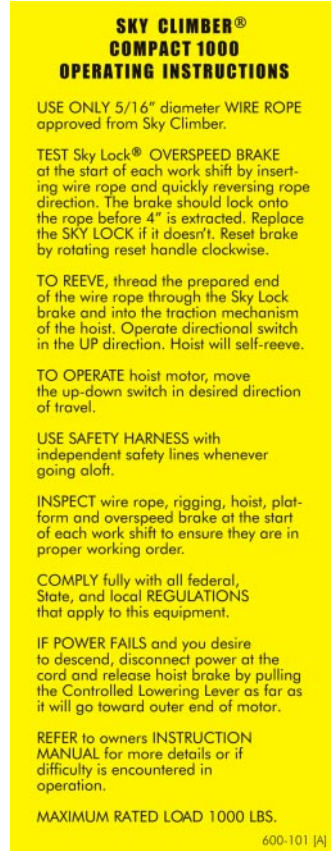 SKY CLIMBER®
COMPACT 1000
OPERATING INSTRUCTIONS
USE ONLY 5/16" diameter WIRE ROPE
approved from Sky Climber.
TEST Sky Lock® OVERSPEED BRAKE
at the start of each work shift by insert-
ing wire rope and quickly reversing rope
direction. The brake should lock onto
the rope before 4" is extracted. Replace
the SKY LOCK if it doesn't. Reset brake
by rotating reset handle clockwise.
TO REEVE, thread the prepared end
of the wire rope through the Sky Lock
brake and into the traction mechanism
of the hoist. Operate directional switch
in the UP direction. Hoist will self-reeve.
TO OPERATE hoist motor, move
the up-down switch in desired direction
of travel.
USE SAFETY HARNESS with
independent safety lines whenever
going aloft.
INSPECT wire rope, rigging, hoist, plat-
form and overspeed brake at the start
of each work shift to ensure they are in
proper working order.
COMPLY fully with all federal,
State, and local REGULATIONS
that apply to this equipment.
IF POWER FAILS and you desire
to descend, disconnect power at the
cord and release hoist brake by pulling
the Controlled Lowering Lever as far as
it will go toward outer end of motor.
REFER to owners INSTRUCTION
MANUAL for more details or if
difficulty is encountered in
operation.
MAXIMUM RATED LOAD 1000 LBS.
600-101 [A]